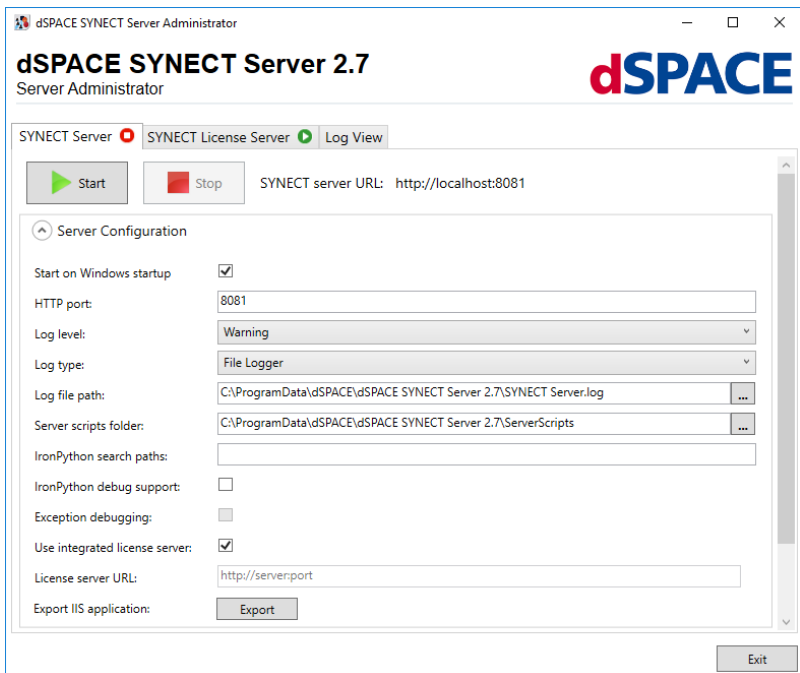 dSPACE SYNECT Server Administrator
dSPACE SYNECT Server 2.7
Server Administrator
dSPACE
SYNECT Server SYNECT License Server Log View
Start Stop SYNECT server URL: http://localhost:8081
Server Configuration
Start on Windows startup
HTTP port: 8081
Log level: Warning
Log type: File Logger
Log file path: C:\ProgramData\dSPACE\dSPACE SYNECT Server 2.7\SYNECT Server.log ...
Server scripts folder: C:\ProgramData\dSPACE\dSPACE SYNECT Server 2.7\ServerScripts ...
IronPython search paths:
IronPython debug support:
Exception debugging:
Use integrated license server:
License server URL: http://server:port
Export IIS application: Export
Exit